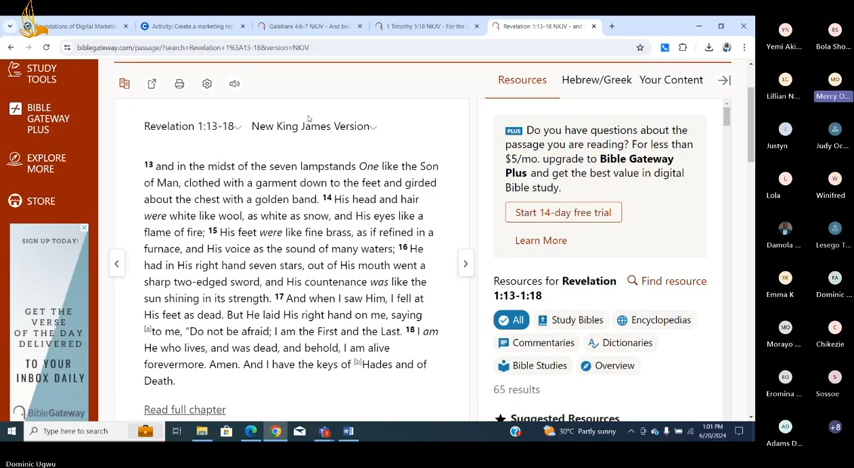 Foundations of Digital Market
Activity: Create a marketing re
Galatians 4:6-7 NKJV - And be
1 Timothy 5:18 NKJV - For the
Revelation 1:13-18 NKJV - and
biblegateway.com/passage/?search=Revelation+1%3A13-18&version=NKJV
STUDY
TOOLS
BIBLE
GATEWAY
PLUS
EXPLORE
MORE
STORE
SIGN UP TODAY!
GET THE
VERSE
OF THE DAY
DELIVERED
TO YOUR
INBOX DAILY
BibleGateway
Revelation 1:13-18 New King James Version
13 and in the midst of the seven lampstands One like the Son
of Man, clothed with a garment down to the feet and girded
about the chest with a golden band. 14 His head and hair
were white like wool, as white as snow, and His eyes like a
flame of fire; 15 His feet were like fine brass, as if refined in a
furnace, and His voice as the sound of many waters; 16 He
had in His right hand seven stars, out of His mouth went a
sharp two-edged sword, and His countenance was like the
sun shining in its strength. 17 And when I saw Him, I fell at
His feet as dead. But He laid His right hand on me, saying
[a]to me, "Do not be afraid; I am the First and the Last. 18 I am
He who lives, and was dead, and behold, I am alive
forevermore. Amen. And I have the keys of [b]Hades and of
Death.
Read full chapter
Resources Hebrew/Greek Your Content
PLUS Do you have questions about the
passage you are reading? For less than
$5/mo. upgrade to Bible Gateway
Plus and get the best value in digital
Bible study.
Start 14-day free trial
Learn More
Resources for Revelation
1:13-1:18
Find resource
All Study Bibles Encyclopedias
Commentaries Dictionaries
Bible Studies Overview
65 results
Suggested Resources
Type here to search
30°C Partly sunny
1:01 PM
6/20/2024
YN
Yemi Aki...
BS
Bola Sho...
LC
Lillian N...
MO
Mercy O...
Justyn
Judy Oc...
Lola
Winifred
Damola ...
Lesego T...
EK
Emma K
Dominic ...
MO
Morayo ...
Chikezie
EO
Eromina ...
Sossoe
AD
Adams D...
+8
Dominic Ugwu